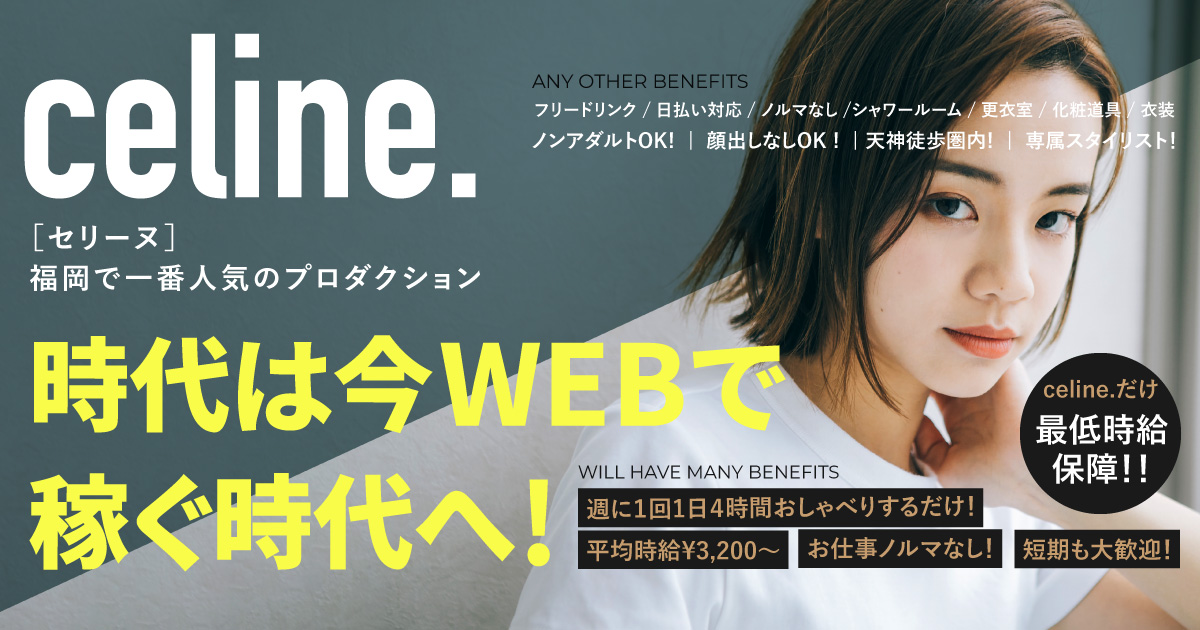 celine.
［セリーヌ］
福岡で一番人気のプロダクション
ANY OTHER BENEFITS
フリードリンク / 日払い対応 / ノルマなし /シャワールーム / 更衣室 / 化粧道具 / 衣装
ノンアダルトOK! ｜ 顔出しなしOK！｜天神徒歩圏内! ｜ 専属スタイリスト!
時代は今WEBで
稼ぐ時代へ!
celine.だけ
最低時給
保障!!
WILL HAVE MANY BENEFITS
週に1回1日4時間おしゃべりするだけ!
平均時給¥3,200〜
お仕事ノルマなし!
短期も大歓迎!